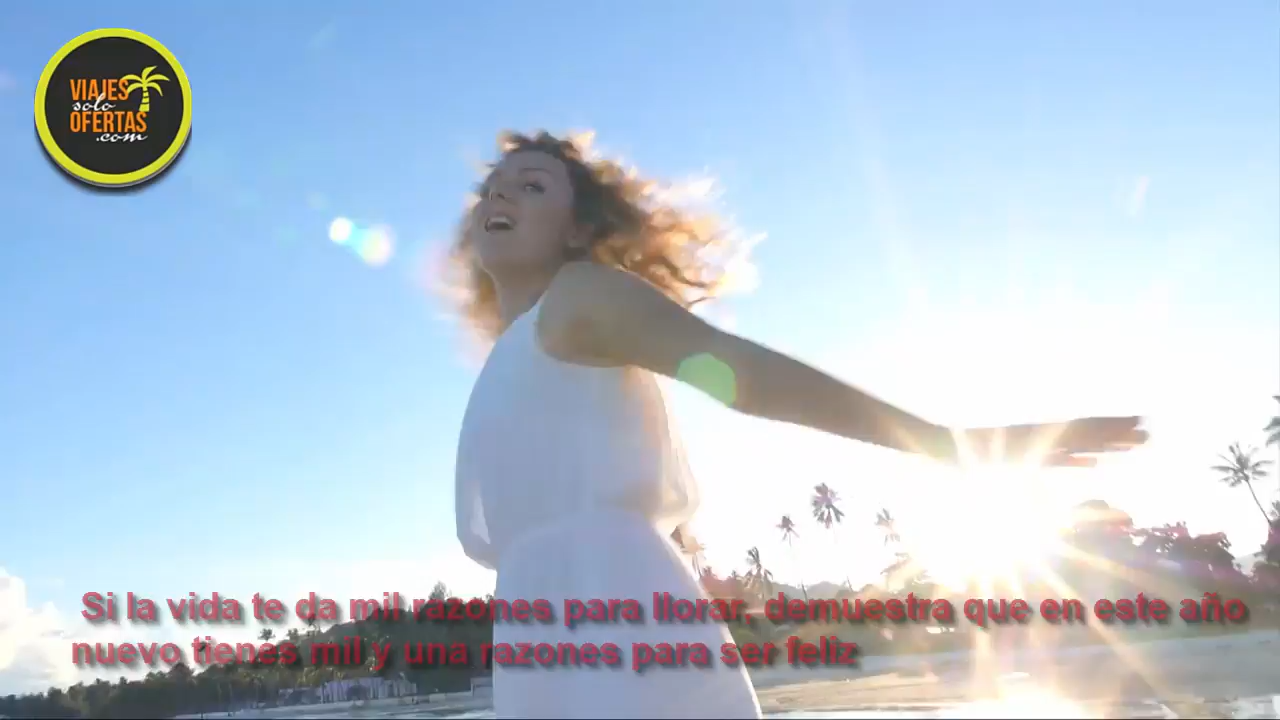 VIAJES
solo
OFERTAS
.com
Si la vida te da mil razones para llorar, demuestra que en este año
nuevo tienes mil y una razones para ser feliz